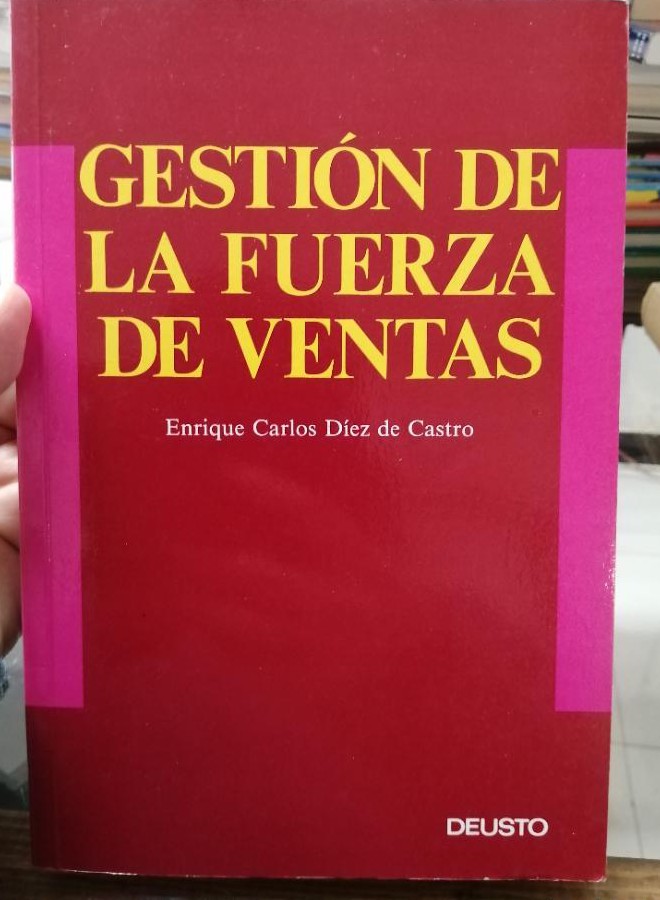 GESTIÓN DE
LA FUERZA
DE VENTAS
Enrique Carlos Díez de Castro
DEUSTO